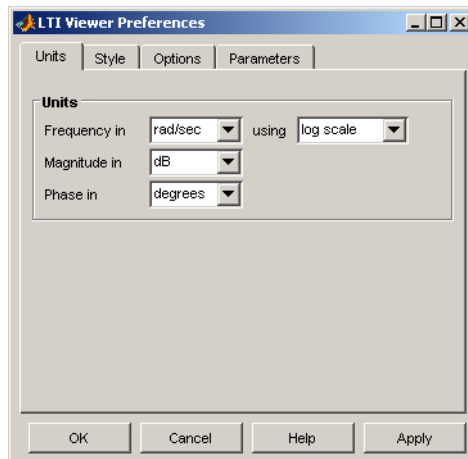 LTI Viewer Preferences
Units Style Options Parameters
Units
Frequency in rad/sec using log scale
Magnitude in dB
Phase in degrees
OK Cancel Help Apply